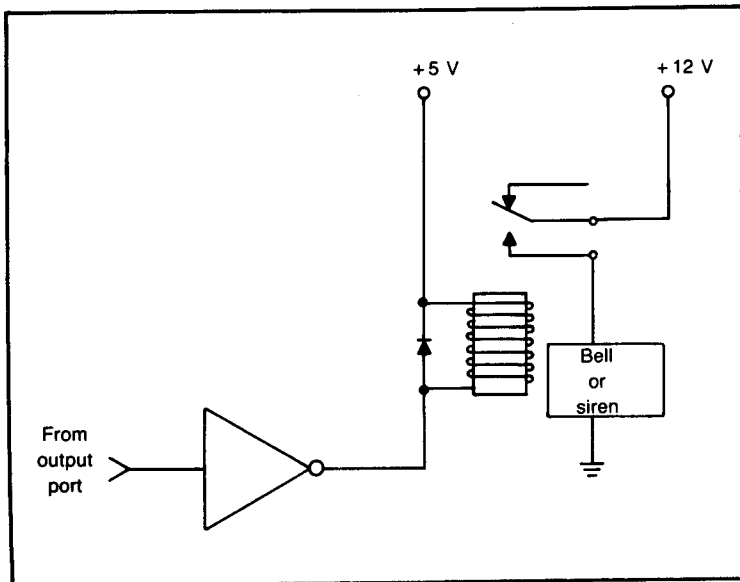 +5 V
+12 V
Bell
or
siren
From
output
port